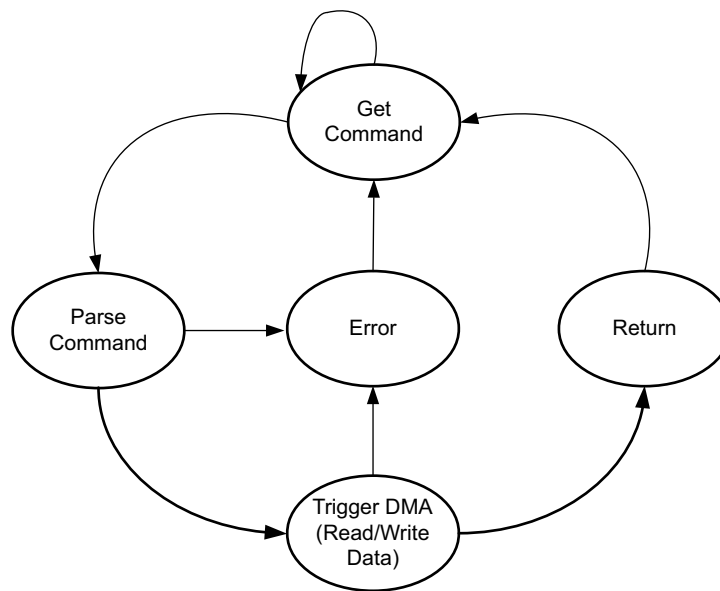 Get
Command
Parse
Command
Error
Return
Trigger DMA
(Read/Write
Data)